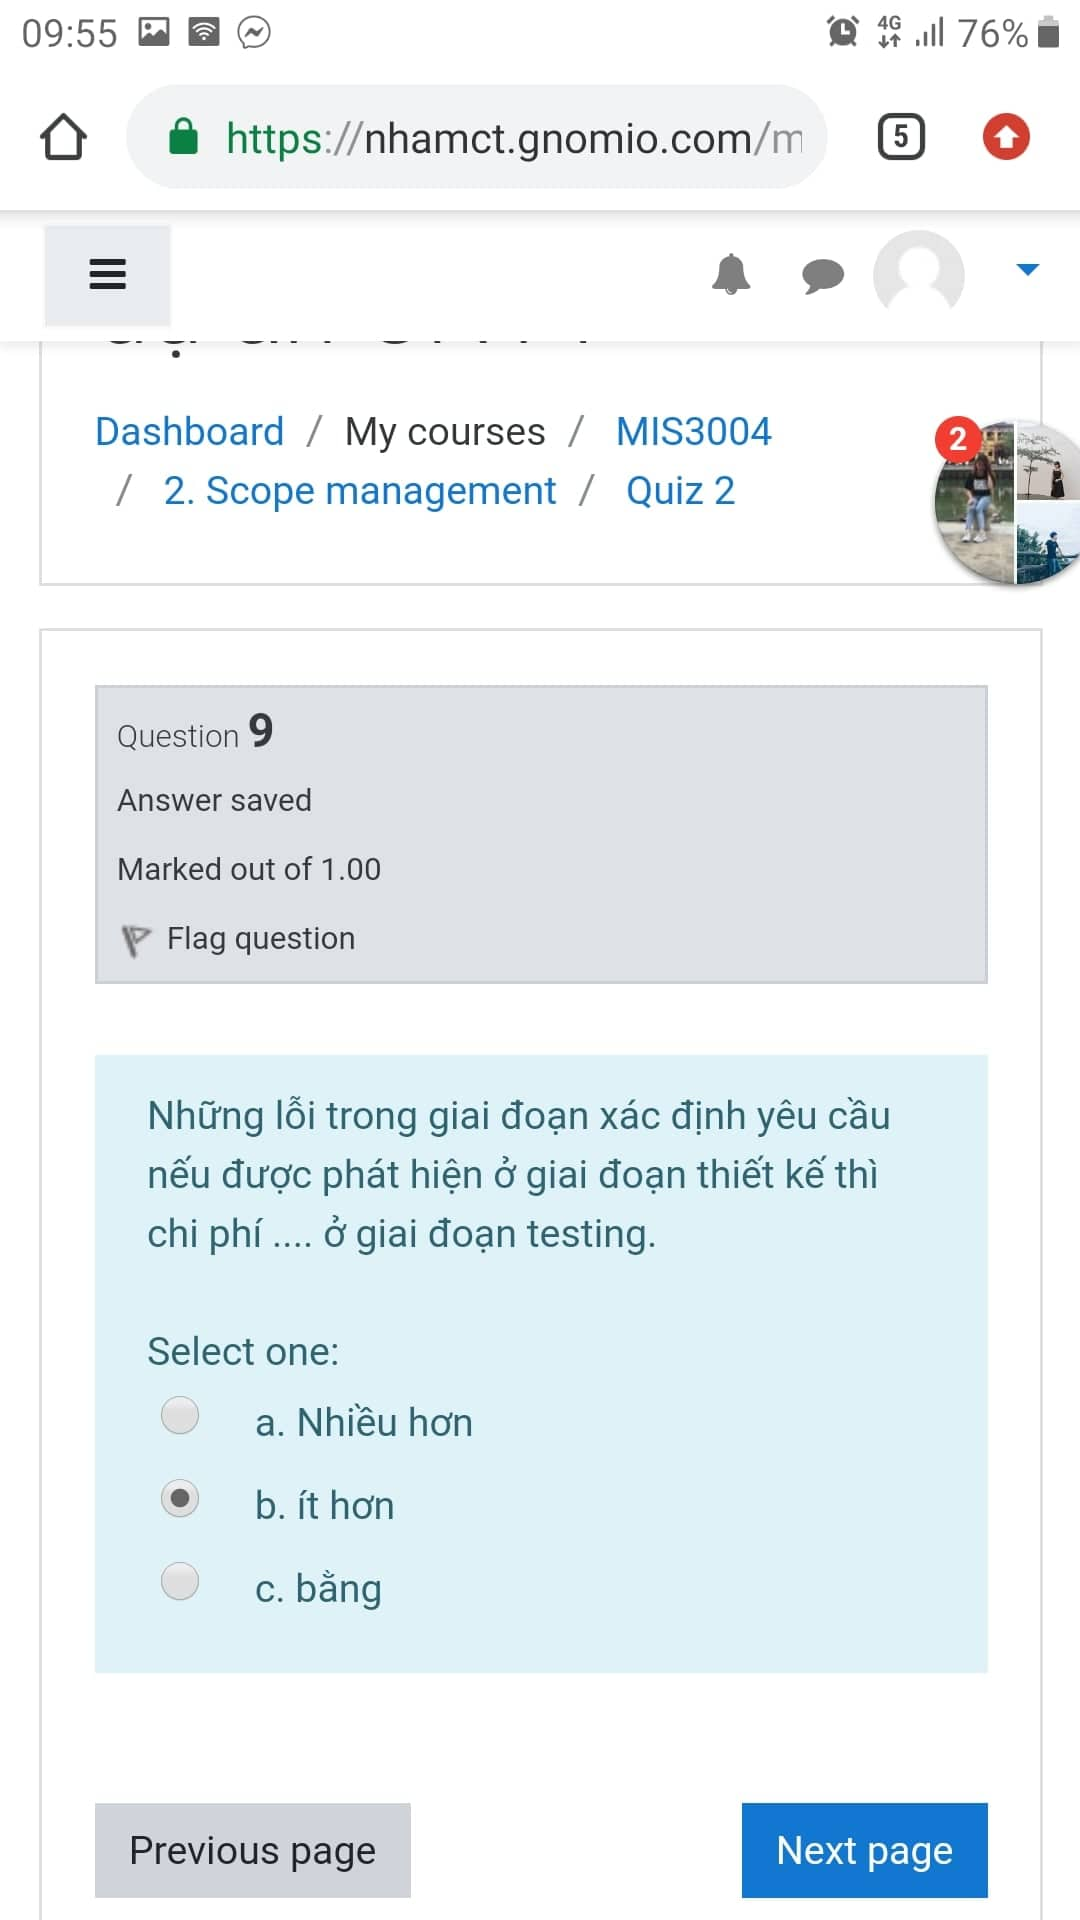 09:55 4G 76%
https://nhamct.gnomio.com/m 5
Dashboard / My courses / MIS3004
/ 2. Scope management / Quiz 2
2
Question 9
Answer saved
Marked out of 1.00
Flag question
Những lỗi trong giai đoạn xác định yêu cầu
nếu được phát hiện ở giai đoạn thiết kế thì
chi phí .... ở giai đoạn testing.
Select one:
a. Nhiều hơn
b. ít hơn
c. bằng
Previous page Next page